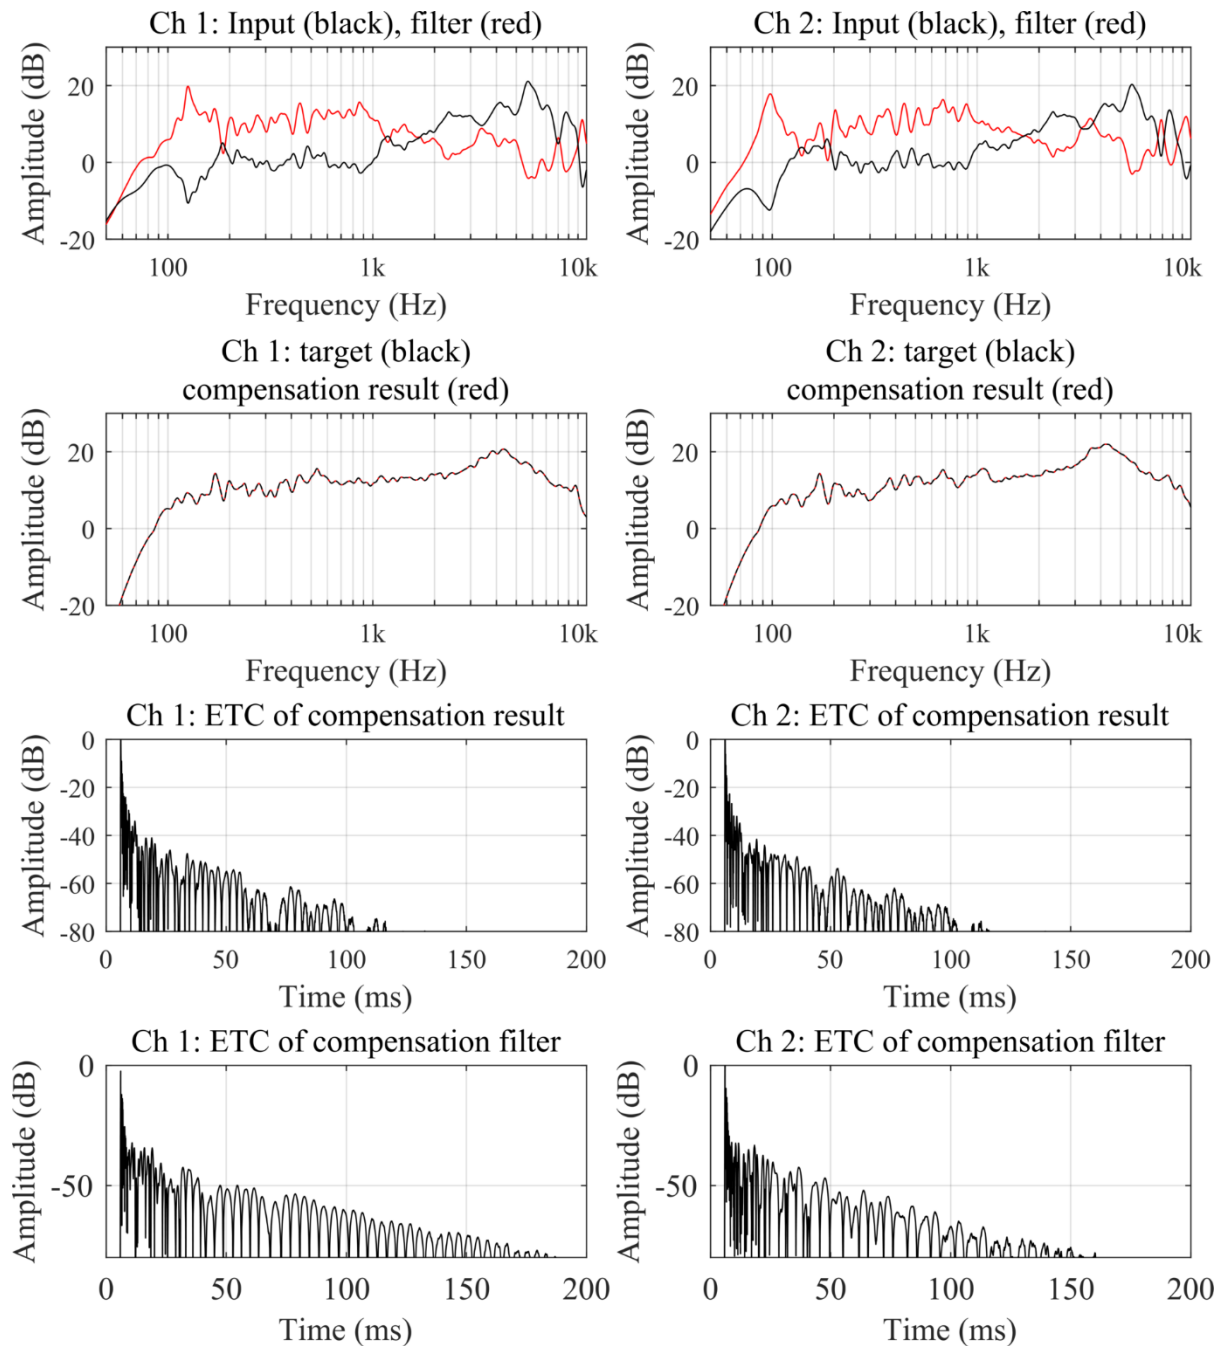 Ch 1: Input (black), filter (red)
Amplitude (dB)
20
0
-20
100
1k
10k
Frequency (Hz)
Ch 2: Input (black), filter (red)
Amplitude (dB)
20
0
-20
100
1k
10k
Frequency (Hz)
Ch 1: target (black)
compensation result (red)
Amplitude (dB)
20
0
-20
100
1k
10k
Frequency (Hz)
Ch 2: target (black)
compensation result (red)
Amplitude (dB)
20
0
-20
100
1k
10k
Frequency (Hz)
Ch 1: ETC of compensation result
Amplitude (dB)
0
-20
-40
-60
-80
0
50
100
150
200
Time (ms)
Ch 2: ETC of compensation result
Amplitude (dB)
0
-20
-40
-60
-80
0
50
100
150
200
Time (ms)
Ch 1: ETC of compensation filter
Amplitude (dB)
0
-50
0
50
100
150
200
Time (ms)
Ch 2: ETC of compensation filter
Amplitude (dB)
0
-50
0
50
100
150
200
Time (ms)